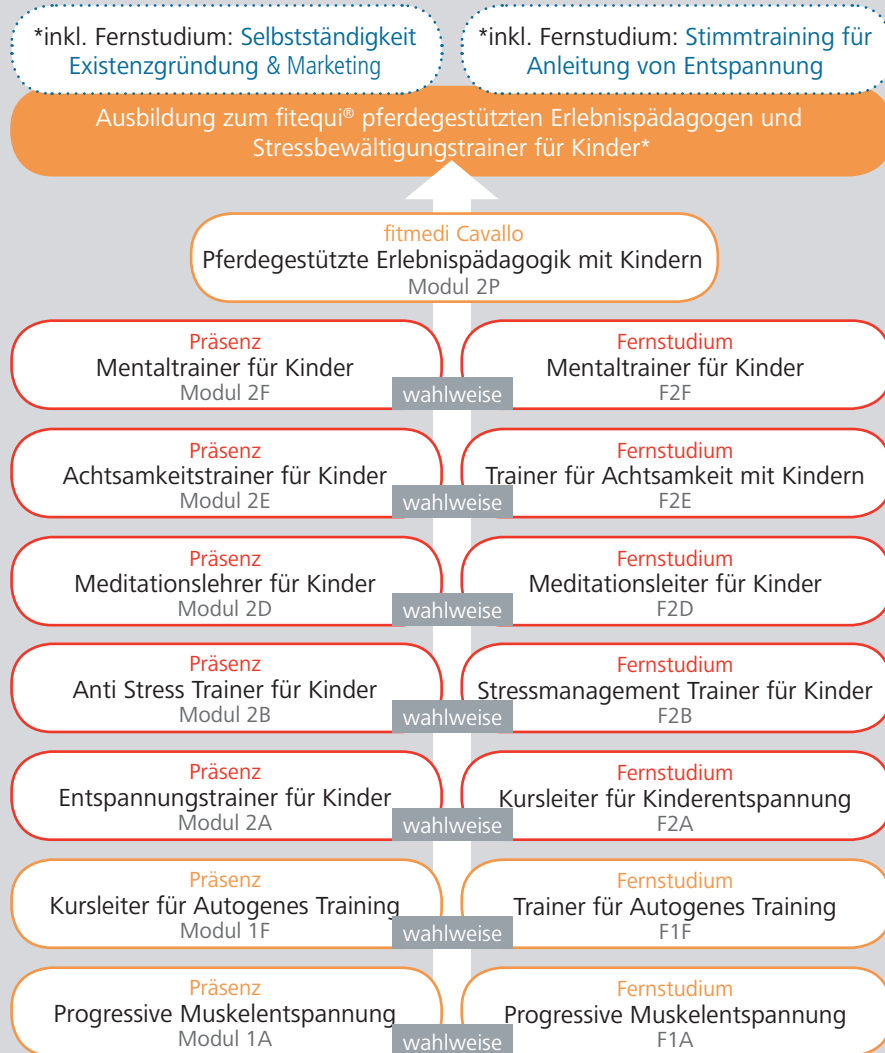 *inkl. Fernstudium: Selbstständigkeit
Existenzgründung & Marketing
*inkl. Fernstudium: Stimmtraining für
Anleitung von Entspannung
Ausbildung zum fitequi® pferdegestützten Erlebnispädagogen und
Stressbewältigungstrainer für Kinder*
fitmedi Cavallo
Pferdegestützte Erlebnispädagogik mit Kindern
Modul 2P
Präsenz
Mentaltrainer für Kinder
Modul 2F
wahlweise
Fernstudium
Mentaltrainer für Kinder
F2F
Präsenz
Achtsamkeitstrainer für Kinder
Modul 2E
wahlweise
Fernstudium
Trainer für Achtsamkeit mit Kindern
F2E
Präsenz
Meditationslehrer für Kinder
Modul 2D
wahlweise
Fernstudium
Meditationsleiter für Kinder
F2D
Präsenz
Anti Stress Trainer für Kinder
Modul 2B
wahlweise
Fernstudium
Stressmanagement Trainer für Kinder
F2B
Präsenz
Entspannungstrainer für Kinder
Modul 2A
wahlweise
Fernstudium
Kursleiter für Kinderentspannung
F2A
Präsenz
Kursleiter für Autogenes Training
Modul 1F
wahlweise
Fernstudium
Trainer für Autogenes Training
F1F
Präsenz
Progressive Muskelentspannung
Modul 1A
wahlweise
Fernstudium
Progressive Muskelentspannung
F1A